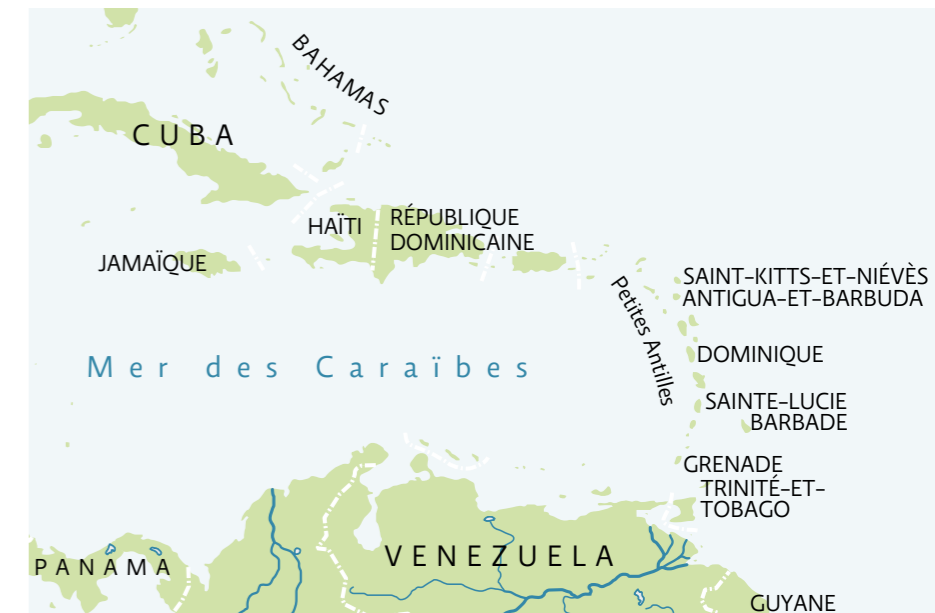 BAHAMAS
CUBA
HAÏTI
RÉPUBLIQUE
DOMINICAINE
JAMAÏQUE
SAINT-KITTS-ET-NIÉVÈS
ANTIGUA-ET-BARBUDA
Petites Antilles
DOMINIQUE
Mer des Caraïbes
SAINTE-LUCIE
BARBADE
GRENADE
TRINITÉ-ET-
TOBAGO
VENEZUELA
PANAMA
GUYANE